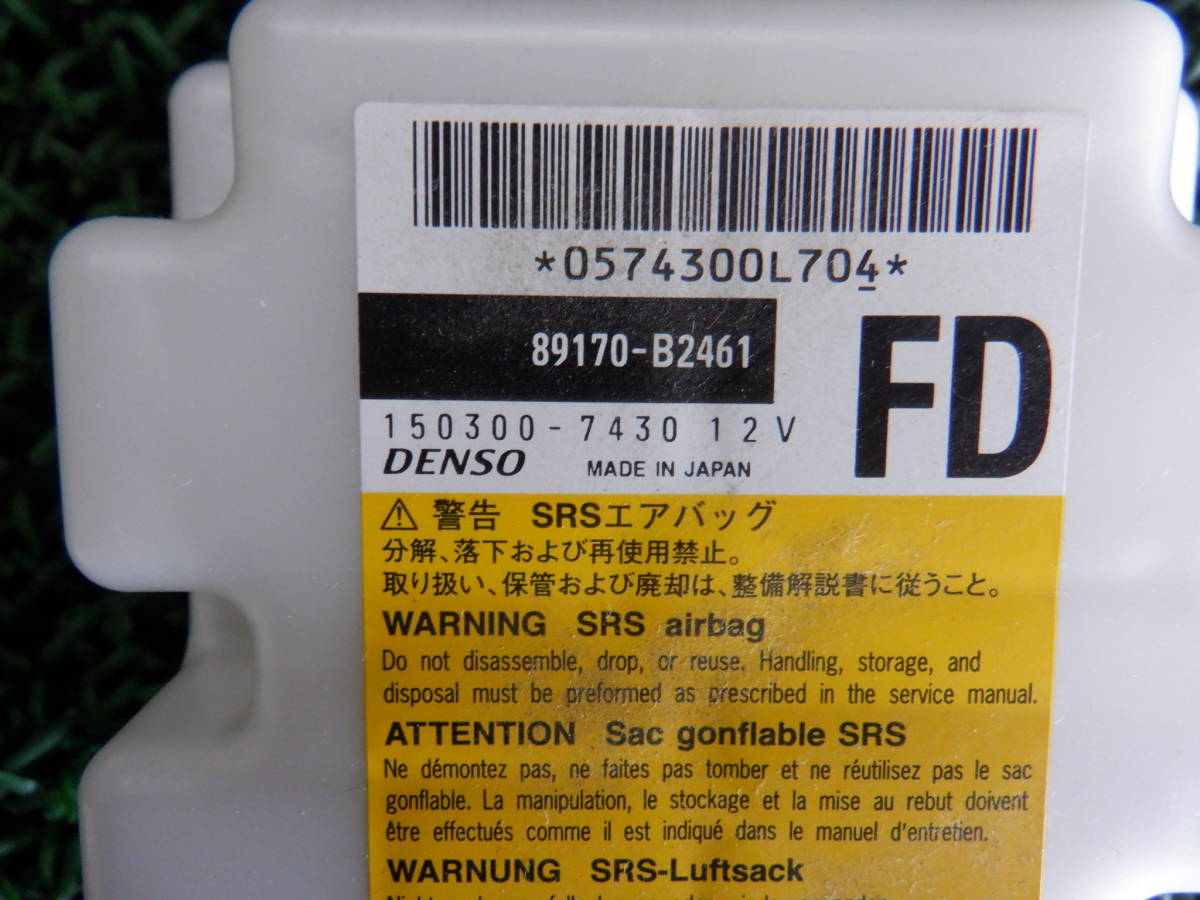 *0574300L704*
89170-B2461
FD
150300-7430 12V
DENSO MADE IN JAPAN
⚠ 警告 SRSエアバッグ
分解、落下および再使用禁止。
取り扱い、保管および廃却は、整備解説書に従うこと。
WARNING SRS airbag
Do not disassemble, drop, or reuse. Handling, storage, and
disposal must be preformed as prescribed in the service manual.
ATTENTION Sac gonflable SRS
Ne démontez pas, ne faites pas tomber et ne réutilisez pas le sac
gonflable. La manipulation, le stockage et la mise au rebut doivent
être effectués comme il est indiqué dans le manuel d'entretien.
WARNUNG SRS-Luftsack